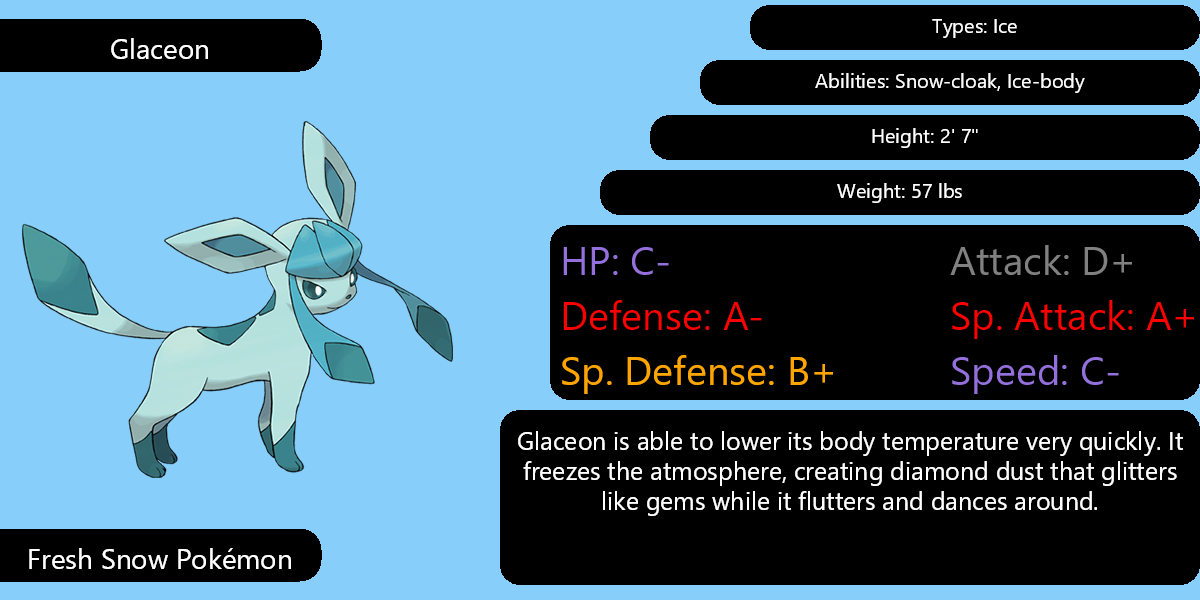 Glaceon
Types: Ice
Abilities: Snow-cloak, Ice-body
Height: 2' 7"
Weight: 57 lbs
HP: C-
Attack: D+
Defense: A-
Sp. Attack: A+
Sp. Defense: B+
Speed: C-
Glaceon is able to lower its body temperature very quickly. It
freezes the atmosphere, creating diamond dust that glitters
like gems while it flutters and dances around.
Fresh Snow Pokémon